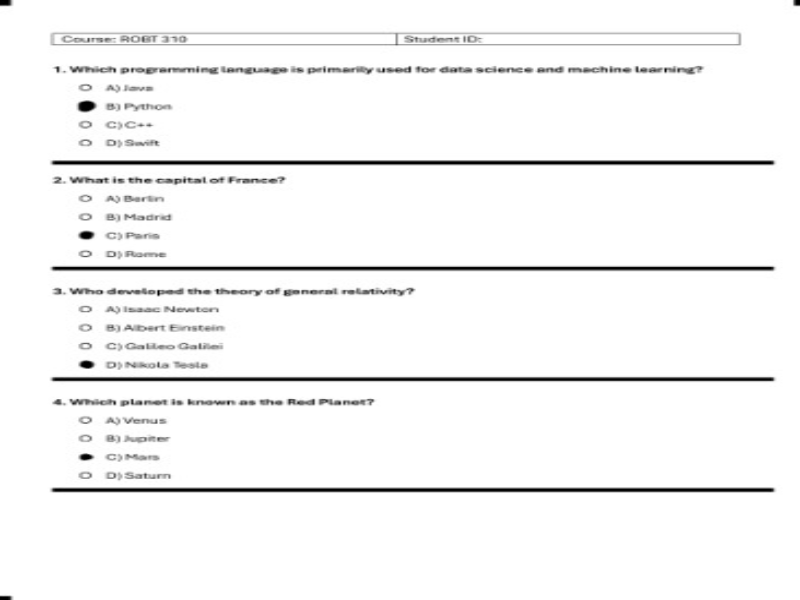 Course: ROBT 310 Student ID:
1. Which programming language is primarily used for data science and machine learning?
A) Java
B) Python
C) C++
D) Swift
2. What is the capital of France?
A) Berlin
B) Madrid
C) Paris
D) Rome
3. Who developed the theory of general relativity?
A) Isaac Newton
B) Albert Einstein
C) Galileo Galilei
D) Nikola Tesla
4. Which planet is known as the Red Planet?
A) Venus
B) Jupiter
C) Mars
D) Saturn